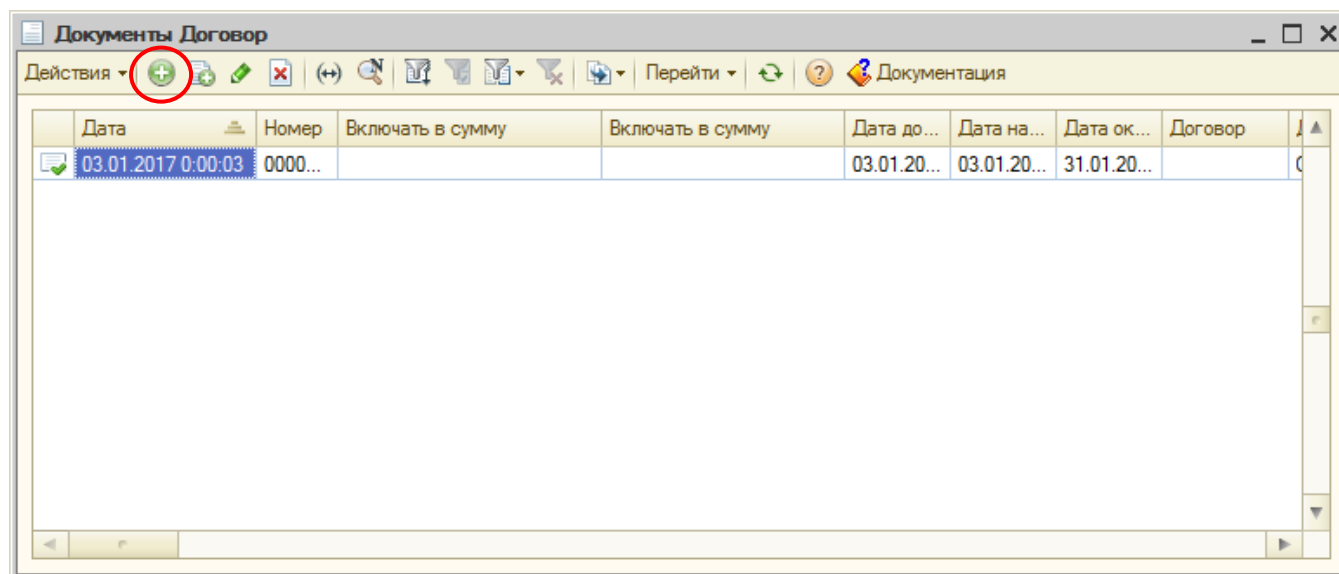 Документы Договор
Действия Перейти Документация
Дата Номер Включать в сумму Включать в сумму Дата до... Дата на... Дата ок... Договор
03.01.2017 0:00:03 0000... 03.01.20... 03.01.20... 31.01.20...